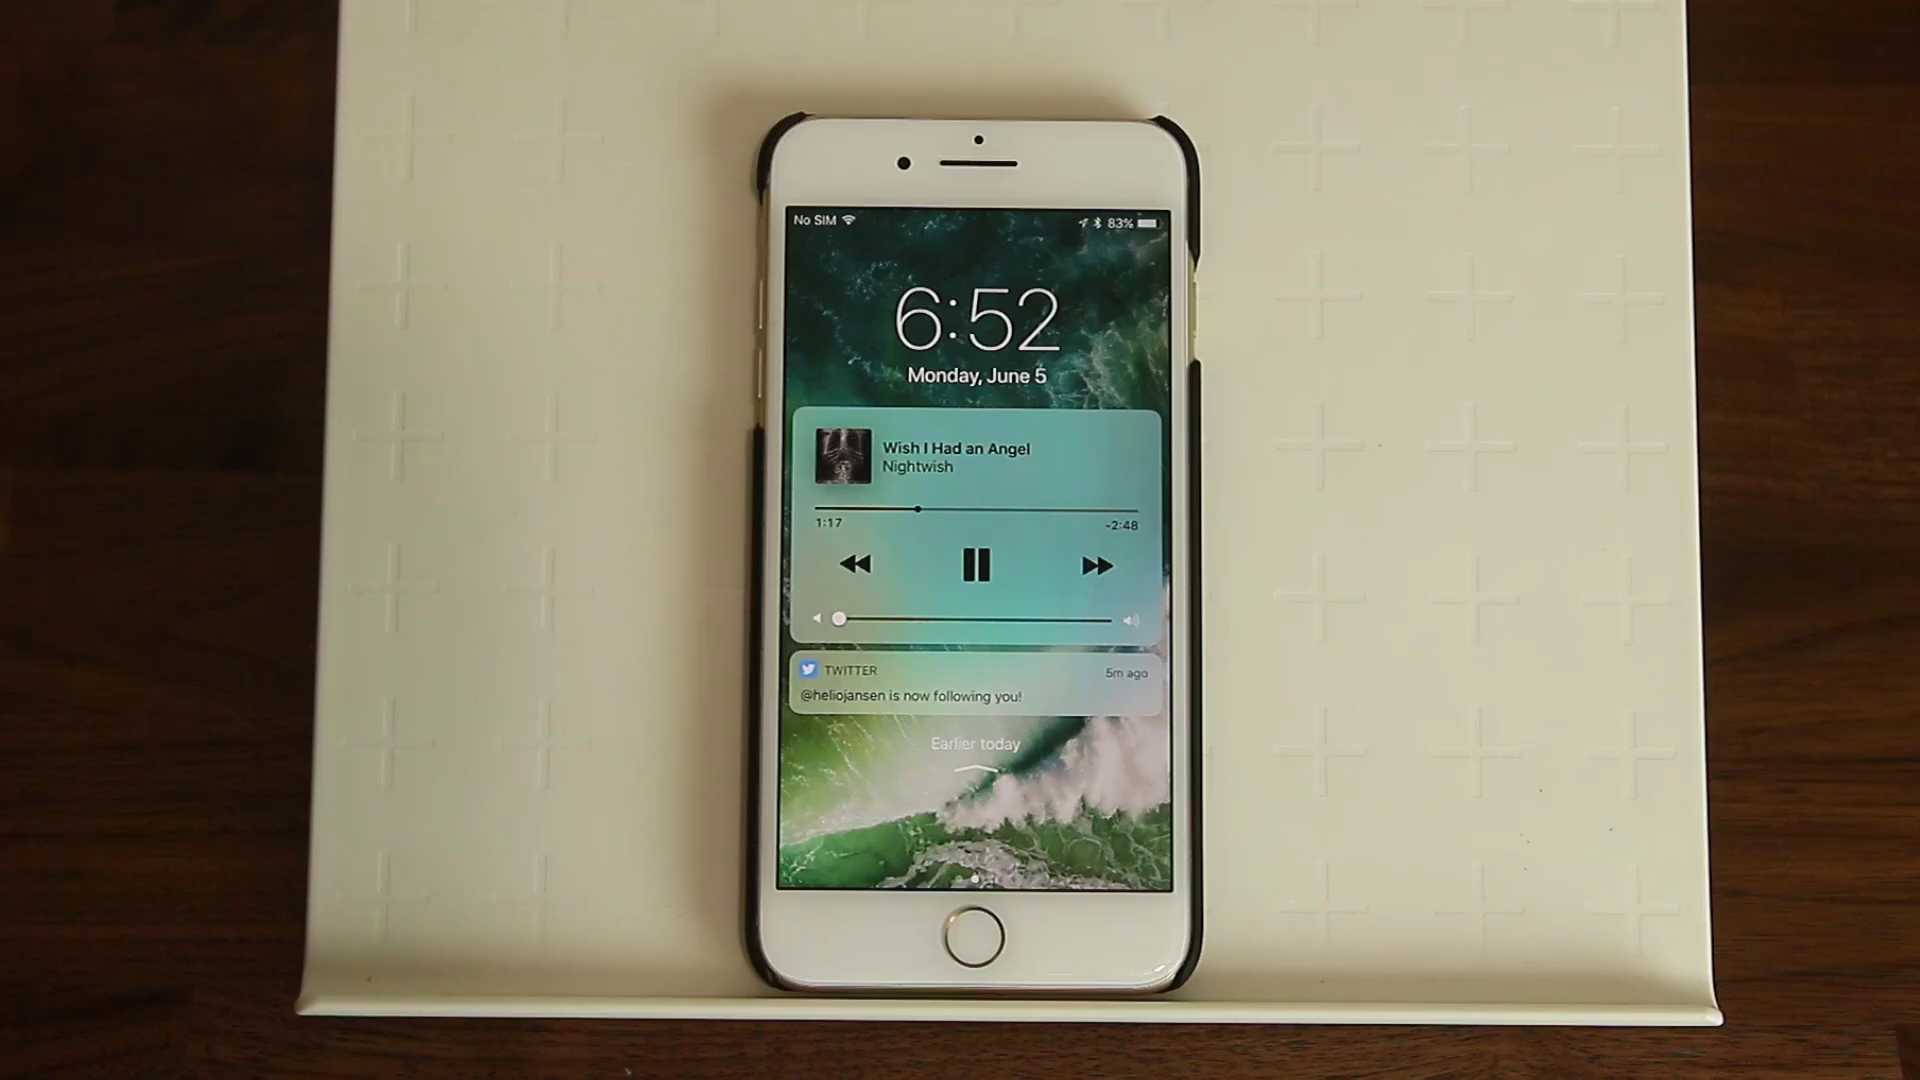 No SIM 83%
6:52
Monday, June 5
Wish I Had an Angel
Nightwish
1:17 -2:48
TWITTER 5m ago
@heliojansen is now following you!
Earlier today